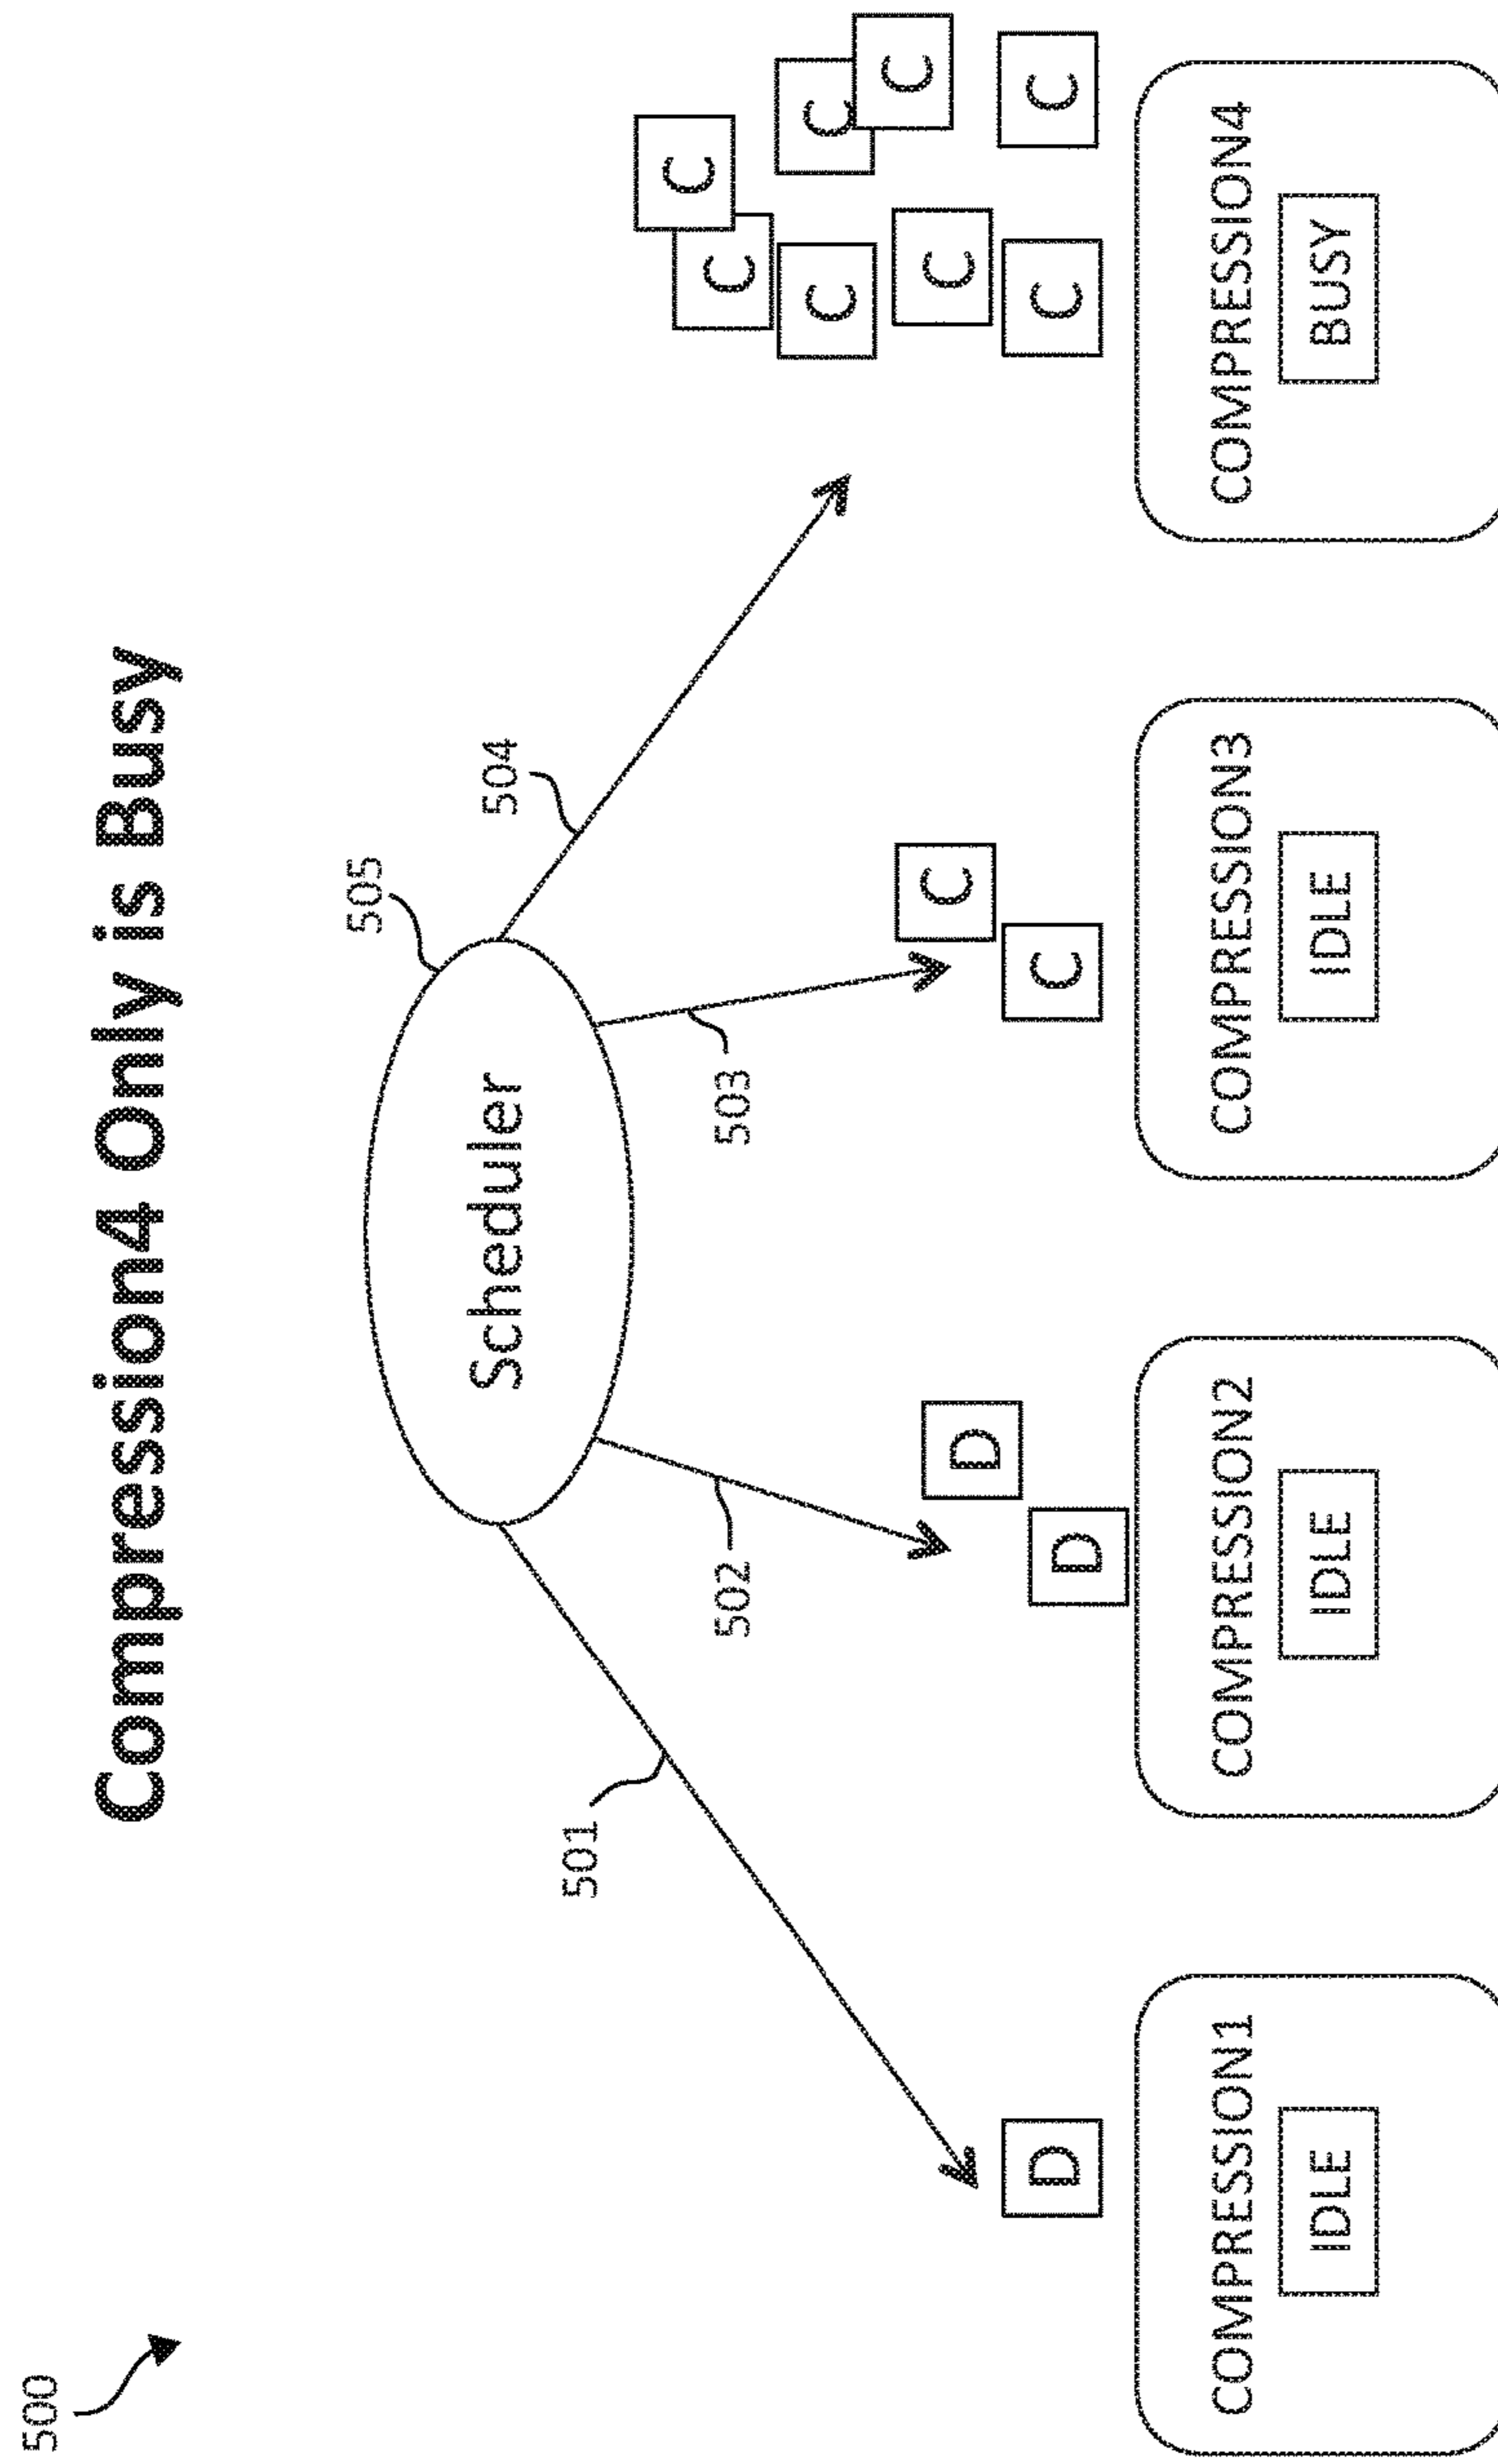 500
Compression4 Only is Busy
505
Scheduler
501
502
503
504
D
D
D
C
C
C
C
C
C
C
C
C
C
COMPRESSION1
IDLE
COMPRESSION2
IDLE
COMPRESSION3
IDLE
COMPRESSION4
BUSY